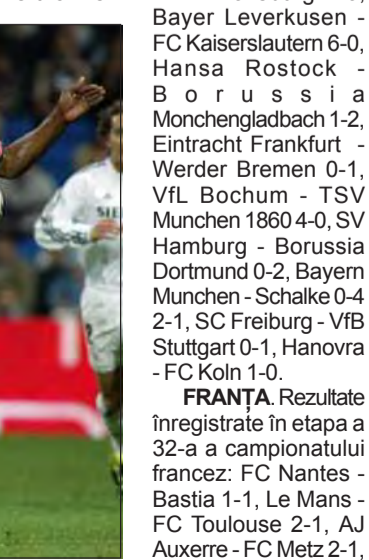 Bayer Leverkusen -
FC Kaiserslautern 6-0,
Hansa Rostock -
Borussia
Monchengladbach 1-2,
Eintracht Frankfurt -
Werder Bremen 0-1,
VfL Bochum - TSV
Munchen 1860 4-0, SV
Hamburg - Borussia
Dortmund 0-2, Bayern
Munchen - Schalke 0-4
2-1, SC Freiburg - VfB
Stuttgart 0-1, Hanovra
- FC Koln 1-0.
FRANȚA. Rezultate
înregistrate în etapa a
32-a a campionatului
francez: FC Nantes -
Bastia 1-1, Le Mans -
FC Toulouse 2-1, AJ
Auxerre - FC Metz 2-1,